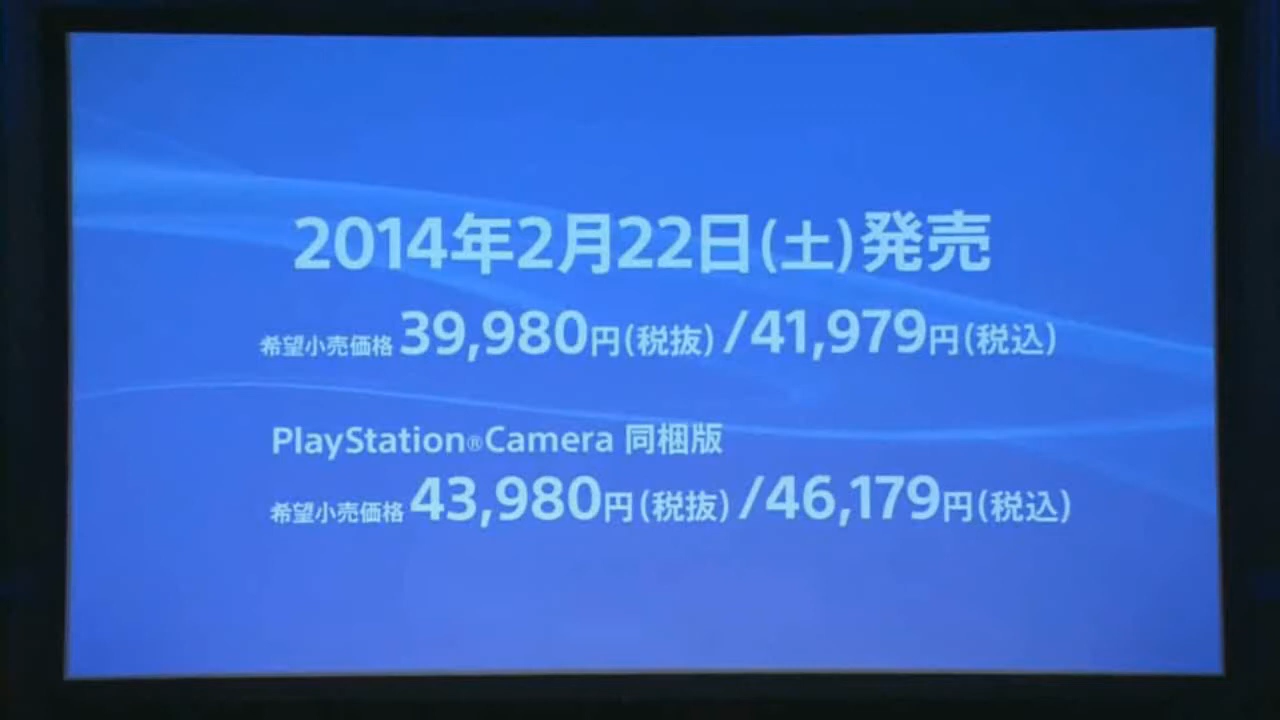 2014年2月22日(土)発売
希望小売価格 39,980円(税抜) /41,979円(税込)
PlayStation®Camera 同梱版
希望小売価格 43,980円(税抜) /46,179円(税込)